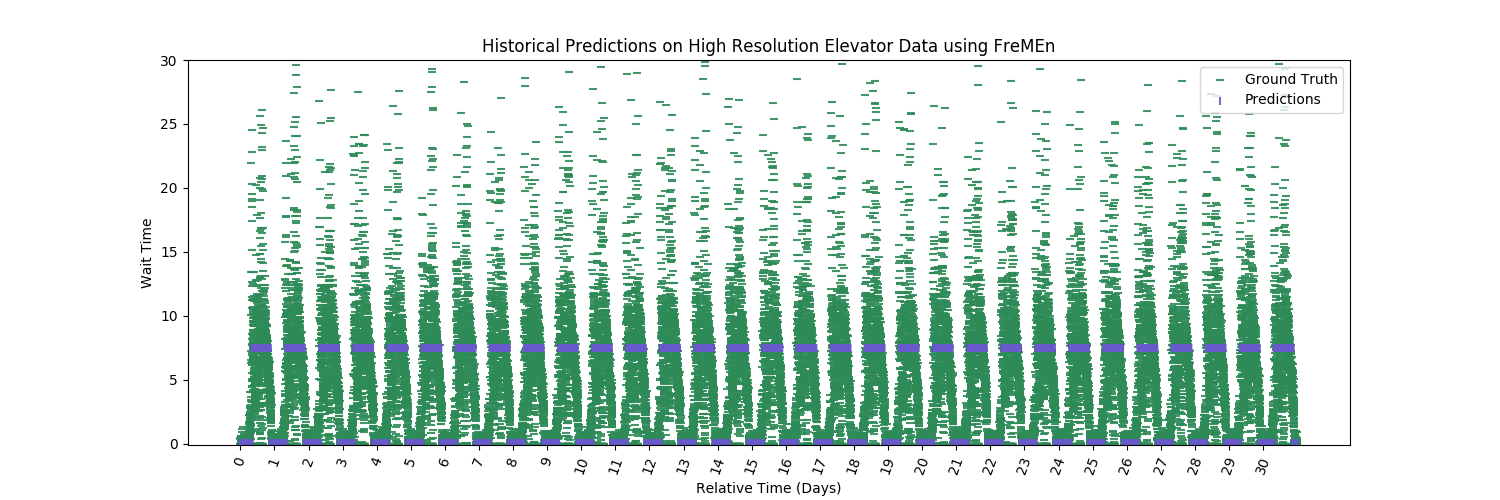 Historical Predictions on High Resolution Elevator Data using FreMEn
30
25
20
15
10
5
0
Wait Time
Ground Truth
Predictions
0 1 2 3 4 5 6 7 8 9 10 11 12 13 14 15 16 17 18 19 20 21 22 23 24 25 26 27 28 29 30
Relative Time (Days)